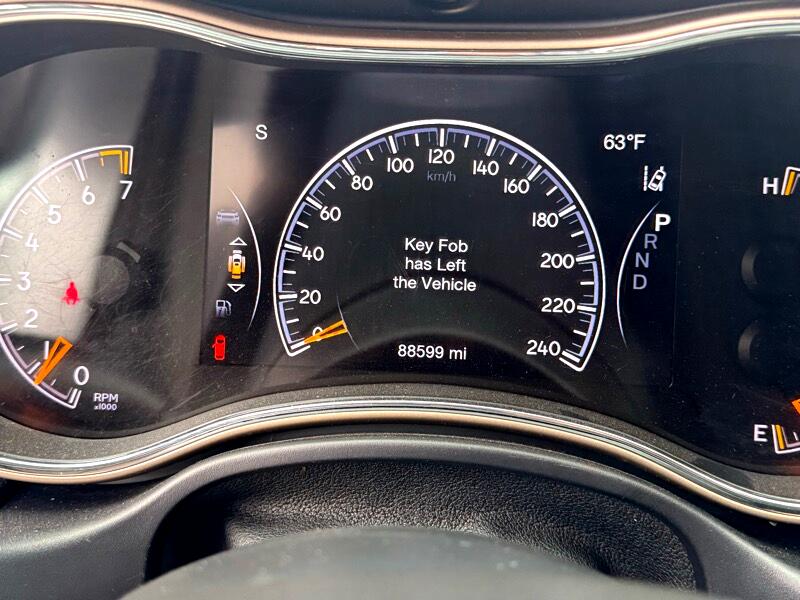 S
63°F
7
6
5
4
3
2
1
0
RPM
x1000
0
20
40
60
80
100
120
140
160
180
200
220
240
km/h
Key Fob
has Left
the Vehicle
88599 mi
P
R
N
D
H
E